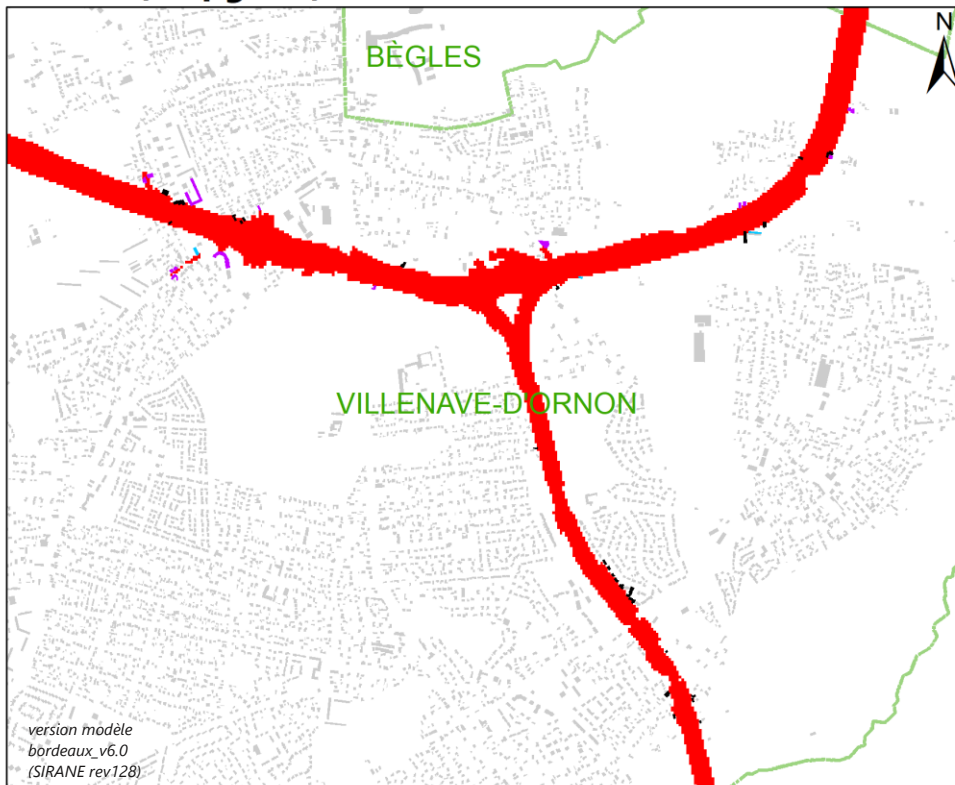 BÈGLES
N
VILLENAVE-D'ORNON
version modèle
bordeaux_v6.0
(SIRANE rev128)